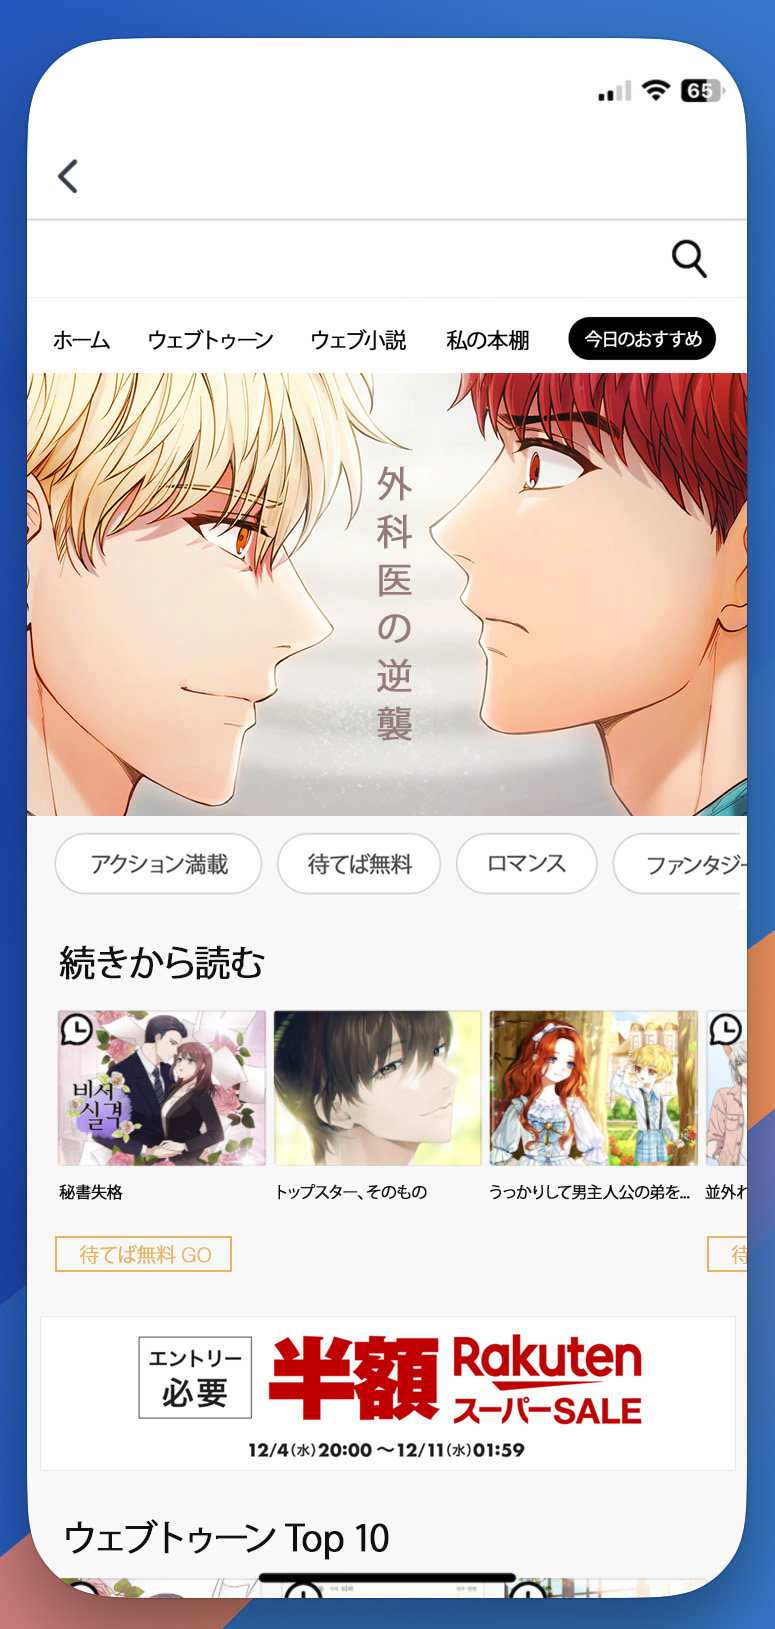 65
ホーム ウェブトゥーン ウェブ小説 私の本棚 今日のおすすめ
外科医の逆襲
アクション満載 待てば無料 ロマンス ファンタジー
続きから読む
비서
실격
秘書失格 トップスター、そのもの うっかりして男主人公の弟を... 並外れ
待てば無料 GO 待
エントリー
必要
半額
Rakuten
スーパーSALE
12/4(水)20:00 〜12/11(水)01:59
ウェブトゥーン Top 10